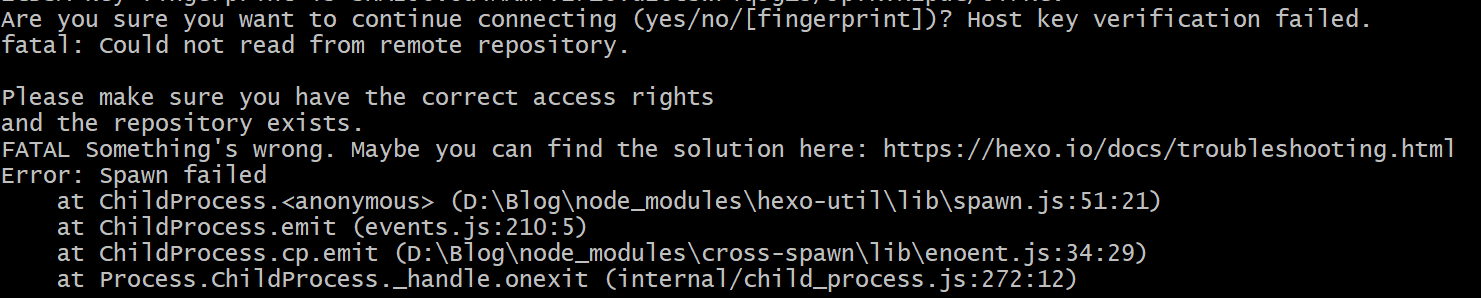 Are you sure you want to continue connecting (yes/no/[fingerprint])? Host key verification failed.
fatal: Could not read from remote repository.
Please make sure you have the correct access rights
and the repository exists.
FATAL Something's wrong. Maybe you can find the solution here: https://hexo.io/docs/troubleshooting.html
Error: Spawn failed
    at ChildProcess.<anonymous> (D:\Blog\node_modules\hexo-util\lib\spawn.js:51:21)
    at ChildProcess.emit (events.js:210:5)
    at ChildProcess.cp.emit (D:\Blog\node_modules\cross-spawn\lib\enoent.js:34:29)
    at Process.ChildProcess._handle.onexit (internal/child_process.js:272:12)